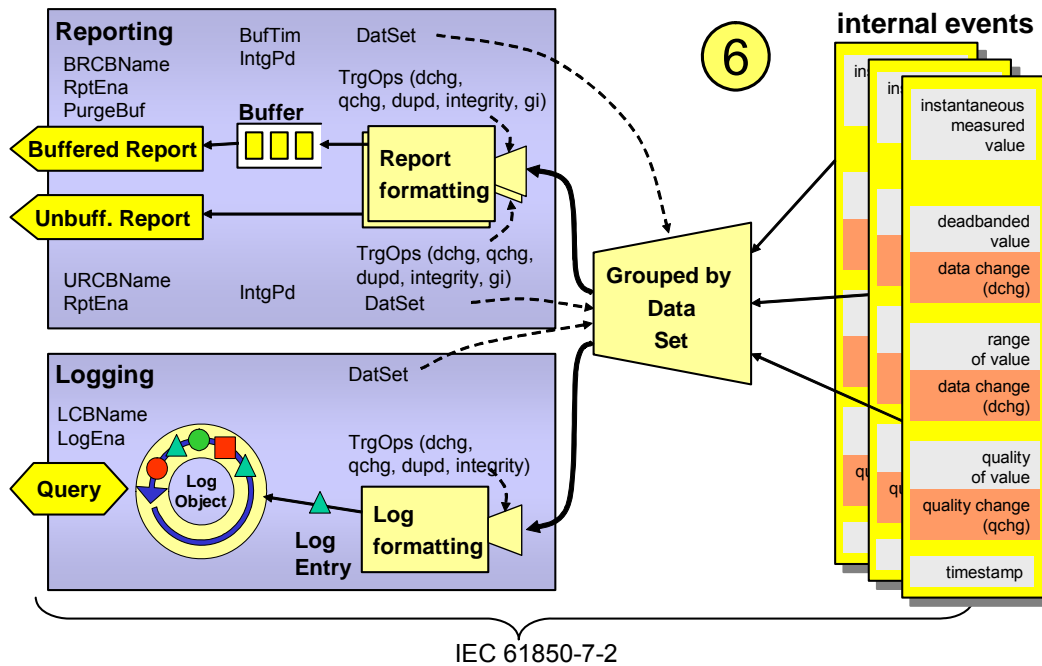 Reporting
BRCBName
RptEna
PurgeBuf
BufTim
IntgPd
DatSet
TrgOps (dchg,
qchg, dupd, integrity, gi)
Buffer
Buffered Report
Unbuff. Report
Report
formatting
URCBName
RptEna
IntgPd
TrgOps (dchg, qchg,
dupd, integrity, gi)
DatSet
Logging
LCBName
LogEna
DatSet
TrgOps (dchg,
qchg, dupd, integrity)
Query
Log
Object
Log
Entry
Log
formatting
Grouped by
Data
Set
6
internal events
ins
ins
instantaneous
measured
value
deadbanded
value
data change
(dchg)
range
of value
data change
(dchg)
quality
of value
qu
qu
quality change
(qchg)
timestamp
IEC 61850-7-2